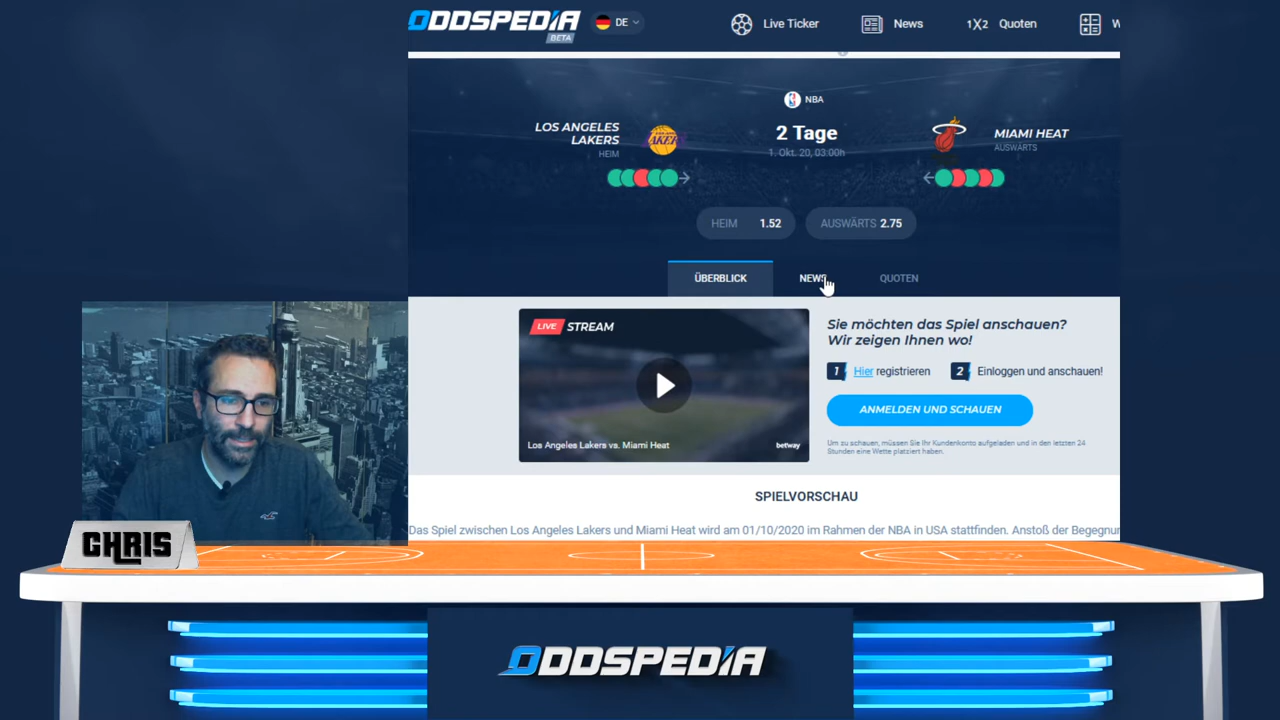 ODDSPEDIA
BETA
DE
Live Ticker
News
1X2 Quoten
W
NBA
LOS ANGELES
LAKERS
HEIM
LAKERS
2 Tage
1. Okt. 20, 03:00h
MIAMI HEAT
AUSWÄRTS
HEIM 1.52
AUSWÄRTS 2.75
ÜBERBLICK
NEWS
QUOTEN
LIVE STREAM
Los Angeles Lakers vs. Miami Heat
betway
Sie möchten das Spiel anschauen?
Wir zeigen Ihnen wo!
1 Hier registrieren
2 Einloggen und anschauen!
ANMELDEN UND SCHAUEN
Um zu schauen, müssen Sie Ihr Kundenkonto aufgeladen und in den letzten 24
Stunden eine Wette platziert haben.
SPIELVORSCHAU
Das Spiel zwischen Los Angeles Lakers und Miami Heat wird am 01/10/2020 im Rahmen der NBA in USA stattfinden. Anstoß der Begegnun
CHRIS
ODDSPEDIA